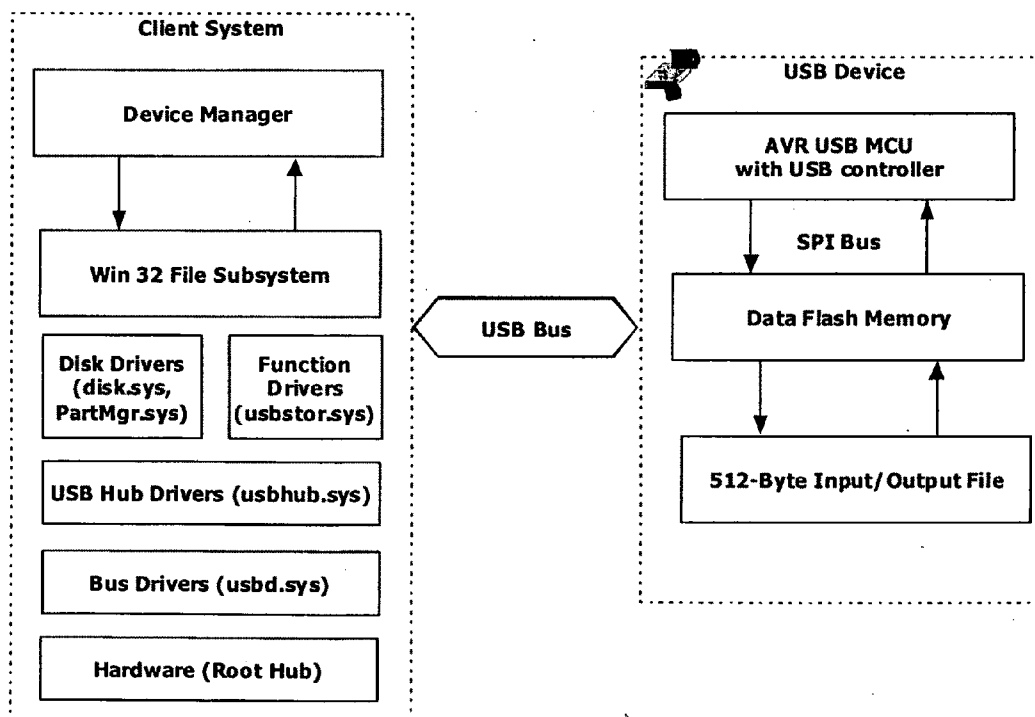 Client System
Device Manager
Win 32 File Subsystem
Disk Drivers
(disk.sys,
PartMgr.sys)
Function
Drivers
(usbstor.sys)
USB Hub Drivers (usbhub.sys)
Bus Drivers (usbd.sys)
Hardware (Root Hub)
USB Bus
USB Device
AVR USB MCU
with USB controller
SPI Bus
Data Flash Memory
512-Byte Input/Output File